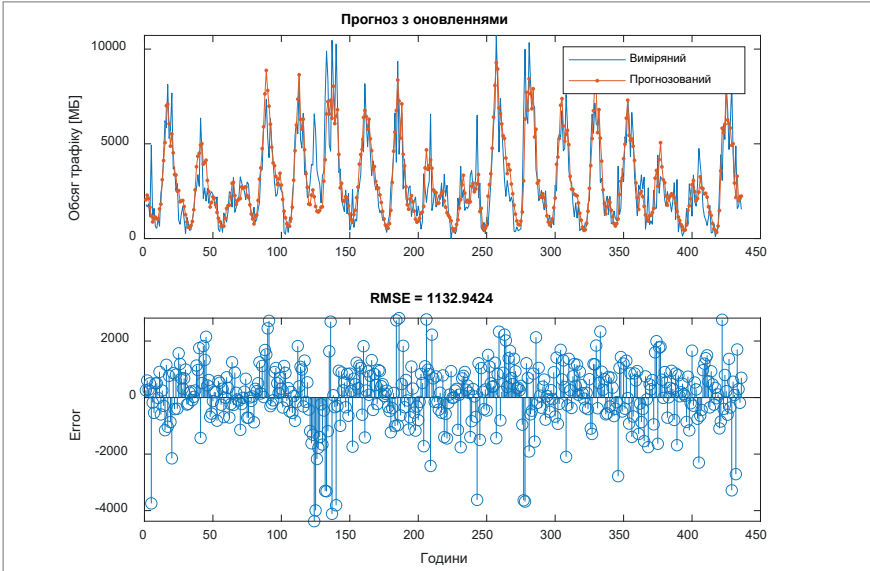 Прогноз з оновленнями
Обсяг трафіку [МБ]
10000
5000
0
Виміряний
Прогнозований
0 50 100 150 200 250 300 350 400 450
RMSE = 1132.9424
Error
2000
0
-2000
-4000
0 50 100 150 200 250 300 350 400 450
Години